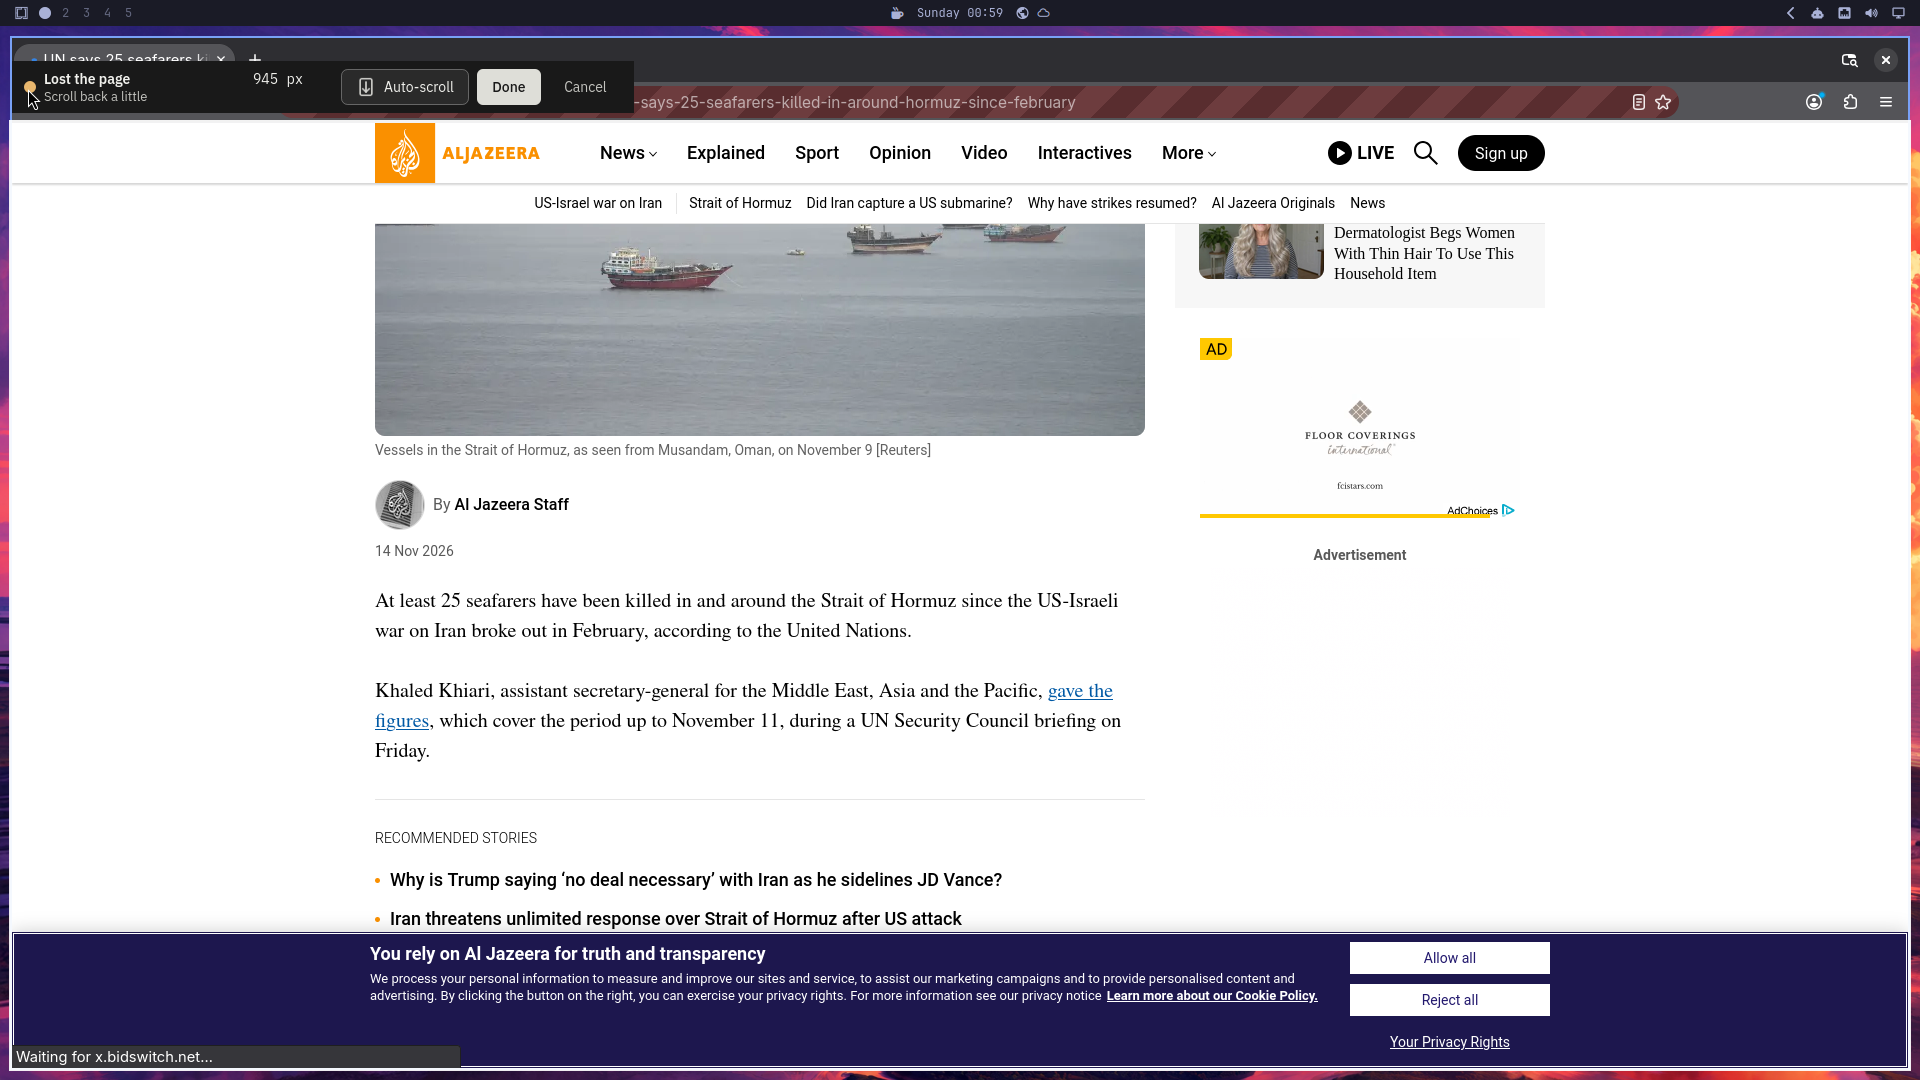 2 3 4 5 Sunday 00:59
UN says 25 seafarers ki
Lost the page
Scroll back a little
945 px
Auto-scroll
Done
Cancel
-says-25-seafarers-killed-in-around-hormuz-since-february
ALJAZEERA
News Explained Sport Opinion Video Interactives More LIVE Sign up
US-Israel war on Iran Strait of Hormuz Did Iran capture a US submarine? Why have strikes resumed? Al Jazeera Originals News
Dermatologist Begs Women
With Thin Hair To Use This
Household Item
AD
FLOOR COVERINGS
international
fcistars.com
AdChoices
Advertisement
Vessels in the Strait of Hormuz, as seen from Musandam, Oman, on November 9 [Reuters]
By Al Jazeera Staff
14 Nov 2026
At least 25 seafarers have been killed in and around the Strait of Hormuz since the US-Israeli
war on Iran broke out in February, according to the United Nations.
Khaled Khiari, assistant secretary-general for the Middle East, Asia and the Pacific, gave the
figures, which cover the period up to November 11, during a UN Security Council briefing on
Friday.
RECOMMENDED STORIES
Why is Trump saying ‘no deal necessary’ with Iran as he sidelines JD Vance?
Iran threatens unlimited response over Strait of Hormuz after US attack
You rely on Al Jazeera for truth and transparency
We process your personal information to measure and improve our sites and service, to assist our marketing campaigns and to provide personalised content and
advertising. By clicking the button on the right, you can exercise your privacy rights. For more information see our privacy notice Learn more about our Cookie Policy.
Allow all
Reject all
Your Privacy Rights
Waiting for x.bidswitch.net...